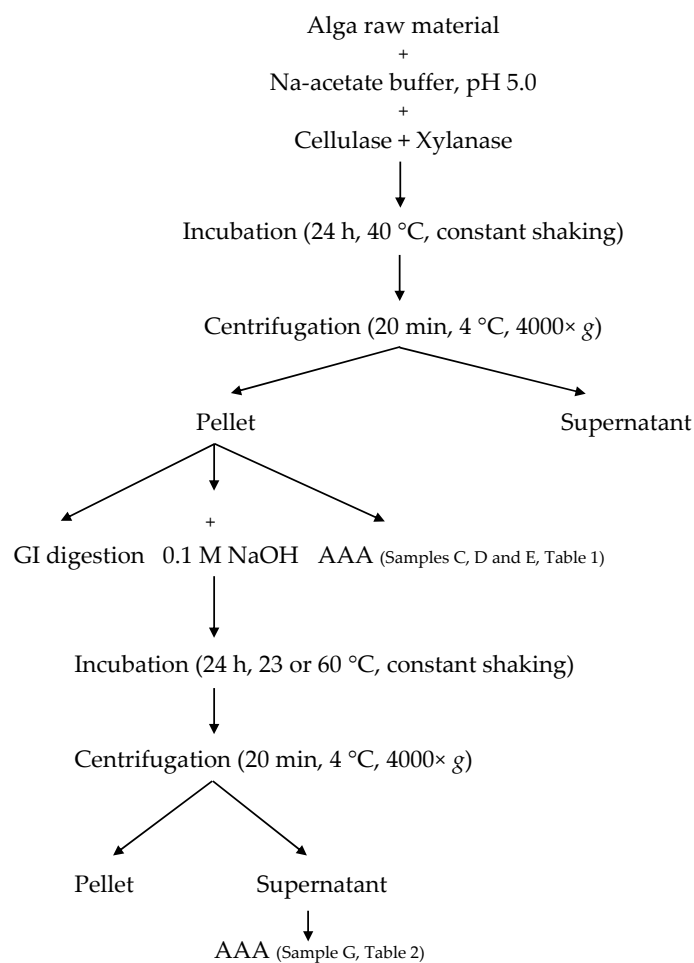 Alga raw material
+
Na-acetate buffer, pH 5.0
+
Cellulase + Xylanase
Incubation (24 h, 40 °C, constant shaking)
Centrifugation (20 min, 4 °C, 4000× g)
Pellet Supernatant
+
GI digestion 0.1 M NaOH AAA (Samples C, D and E, Table 1)
Incubation (24 h, 23 or 60 °C, constant shaking)
Centrifugation (20 min, 4 °C, 4000× g)
Pellet Supernatant
AAA (Sample G, Table 2)